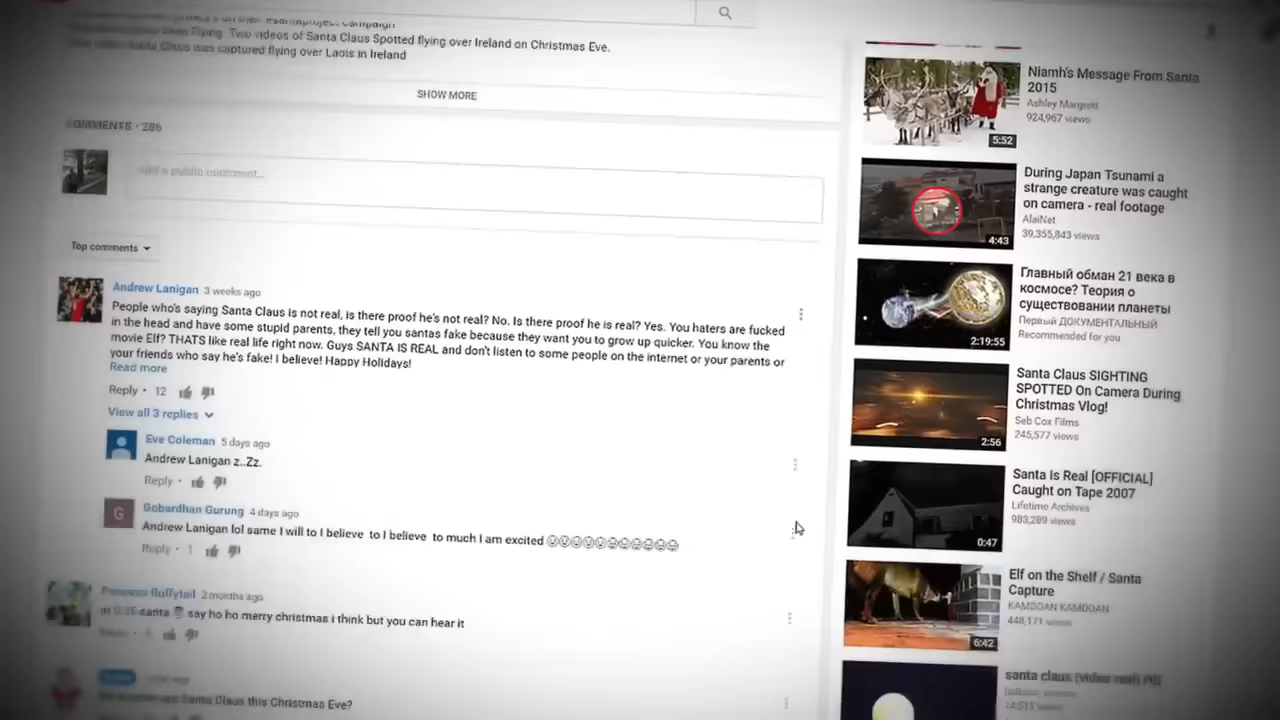 Two videos of Santa Claus Spotted flying over Ireland on Christmas Eve.
Claus was captured flying over Laois in Ireland
SHOW MORE
COMMENTS • 286
Add a public comment...
Top comments
Andrew Lanigan 3 weeks ago
People who's saying Santa Claus is not real, is there proof he's not real? No. Is there proof he is real? Yes. You haters are fucked
in the head and have some stupid parents, they tell you santas fake because they want you to grow up quicker. You know the
movie Elf? THATS like real life right now. Guys SANTA IS REAL and don't listen to some people on the internet or your parents or
your friends who say he's fake! I believe! Happy Holidays!
Read more
Reply • 12
View all 3 replies
Eve Coleman 5 days ago
Andrew Lanigan z..Zz.
Reply •
G
Gobardhan Gurung 4 days ago
Andrew Lanigan lol same I will to I believe to I believe to much I am excited
Reply • 1
fluffytail 2 months ago
santa say ho ho merry christmas i think but you can hear it
Santa Claus this Christmas Eve?
Niamh's Message From Santa
2015
Ashley Margrett
924,967 views
5:52
During Japan Tsunami a
strange creature was caught
on camera - real footage
AlaiNet
39,355,843 views
4:43
Главный обман 21 века в
космосе? Теория о
существовании планеты
Первый ДОКУМЕНТАЛЬНЫЙ
Recommended for you
2:19:55
Santa Claus SIGHTING
SPOTTED On Camera During
Christmas Vlog!
Seb Cox Films
245,577 views
2:56
Santa Is Real [OFFICIAL]
Caught on Tape 2007
Lifetime Archives
983,289 views
0:47
Elf on the Shelf / Santa
Capture
KAMDOAN KAMDOAN
448,171 views
6:42
santa claus (video real) HD